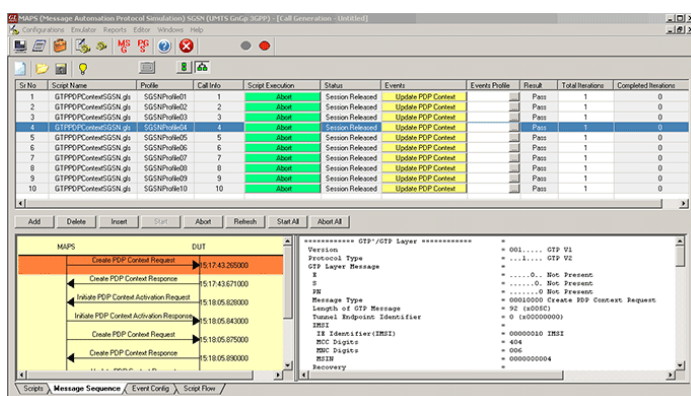 MAPS (Message Automation Protocol Simulation) SGSN (UMTS GnGp 3GPP) - [Call Generation - Untitled]
Configurations Emulator Reports Editor Windows Help
Sr No Script Name Profile Call Info Script Execution Status Events Events Profile Result Total Iterations Completed Iterations
1 GTPPDPContextSGSN.gls SGSNProfile01 1 Abort Session Released Update PDP Context Pass 1 0
2 GTPPDPContextSGSN.gls SGSNProfile02 2 Abort Session Released Update PDP Context Pass 1 0
3 GTPPDPContextSGSN.gls SGSNProfile03 3 Abort Session Released Update PDP Context Pass 1 0
4 GTPPDPContextSGSN.gls SGSNProfile04 4 Abort Session Released Update PDP Context Pass 1 0
5 GTPPDPContextSGSN.gls SGSNProfile05 5 Abort Session Released Update PDP Context Pass 1 0
6 GTPPDPContextSGSN.gls SGSNProfile06 6 Abort Session Released Update PDP Context Pass 1 0
7 GTPPDPContextSGSN.gls SGSNProfile07 7 Abort Session Released Update PDP Context Pass 1 0
8 GTPPDPContextSGSN.gls SGSNProfile08 8 Abort Session Released Update PDP Context Pass 1 0
9 GTPPDPContextSGSN.gls SGSNProfile09 9 Abort Session Released Update PDP Context Pass 1 0
10 GTPPDPContextSGSN.gls SGSNProfile10 10 Abort Session Released Update PDP Context Pass 1 0
Add Delete Insert Start Abort Refresh Start All Abort All
MAPS DUT
Create PDP Context Request 15:17:43.265000
Create PDP Context Response 15:17:43.671000
Initiate PDP Context Activation Request 15:18:05.828000
Initiate PDP Context Activation Response 15:18:05.843000
Create PDP Context Request 15:18:05.875000
Create PDP Context Response 15:18:05.890000
============ GTP'/GTP Layer ============ =
Version = 001..... GTP V1
Protocol Type = ...1.... GTP V2
GTP Layer Message =
E = .....0.. Not Present
S = ......0. Not Present
PN = .......0 Not Present
Message Type = 00010000 Create PDP Context Request
Length of GTP Message = 92 (x005C)
Tunnel Endpoint Identifier = 0 (x00000000)
IMSI =
IE Identifier(IMSI) = 00000010 IMSI
MCC Digits = 404
MNC Digits = 006
MSIN = 0000000004
Recovery =
Scripts Message Sequence Event Config Script Flow